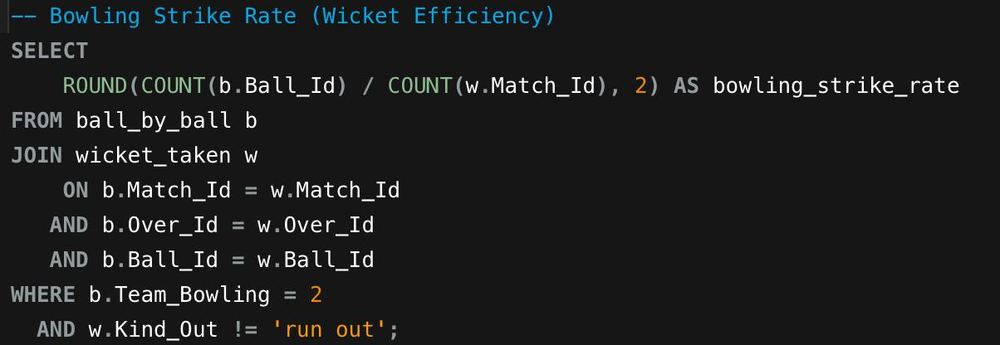 -- Bowling Strike Rate (Wicket Efficiency)
SELECT
    ROUND(COUNT(b.Ball_Id) / COUNT(w.Match_Id), 2) AS bowling_strike_rate
FROM ball_by_ball b
JOIN wicket_taken w
    ON b.Match_Id = w.Match_Id
   AND b.Over_Id = w.Over_Id
   AND b.Ball_Id = w.Ball_Id
WHERE b.Team_Bowling = 2
  AND w.Kind_Out != 'run out';